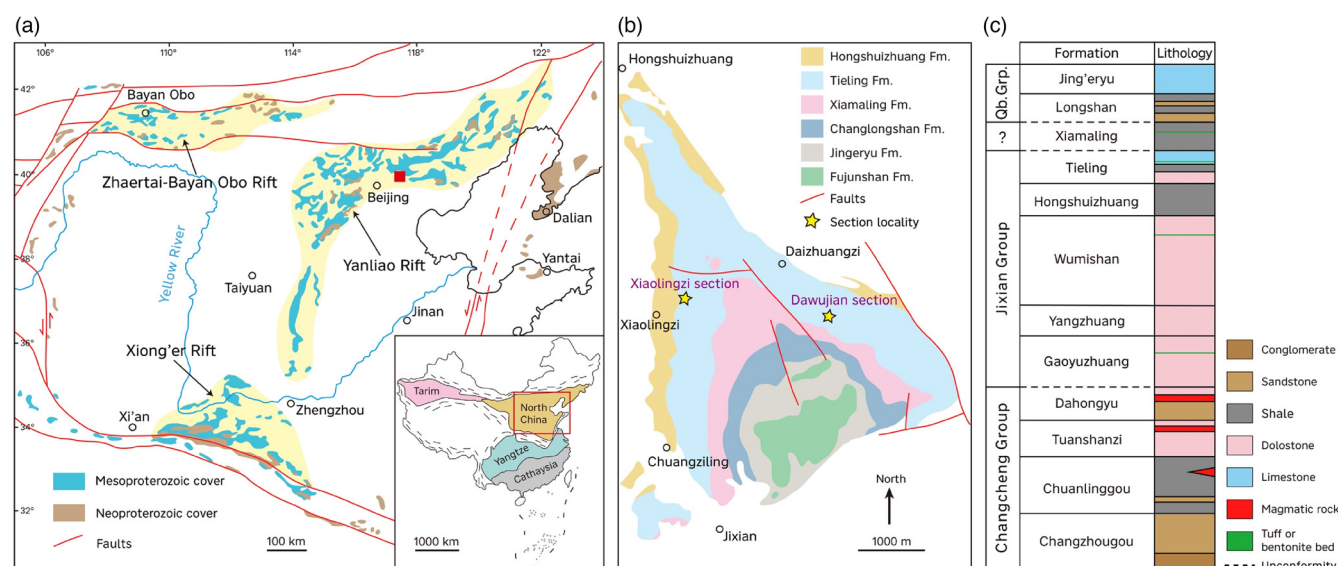 (a)
106°
110°
114°
118°
122°
42°
40°
38°
36°
34°
32°
Bayan Obo
Zhaertai-Bayan Obo Rift
Beijing
Yanliao Rift
Dalian
Yantai
Yellow River
Taiyuan
Jinan
Xiong'er Rift
Xi'an
Zhengzhou
Mesoproterozoic cover
Neoproterozoic cover
Faults
100 km
Tarim
North
China
Yangtze
Cathaysia
1000 km
(b)
Hongshuizhuang
Hongshuizhuang Fm.
Tieling Fm.
Xiamaling Fm.
Changlongshan Fm.
Jingeryu Fm.
Fujunshan Fm.
Faults
Section locality
Daizhuangzi
Xiaolingzi section
Dawujian section
Xiaolingzi
Chuangziling
Jixian
North
1000 m
(c)
Formation
Lithology
Qb.Grp.
Jing'eryu
Longshan
?
Xiamaling
Jixian Group
Tieling
Hongshuizhuang
Wumishan
Yangzhuang
Gaoyuzhuang
Changcheng Group
Dahongyu
Tuanshanzi
Chuanlinggou
Changzhougou
Conglomerate
Sandstone
Shale
Dolostone
Limestone
Magmatic rock
Tuff or
bentonite bed
Unconformity